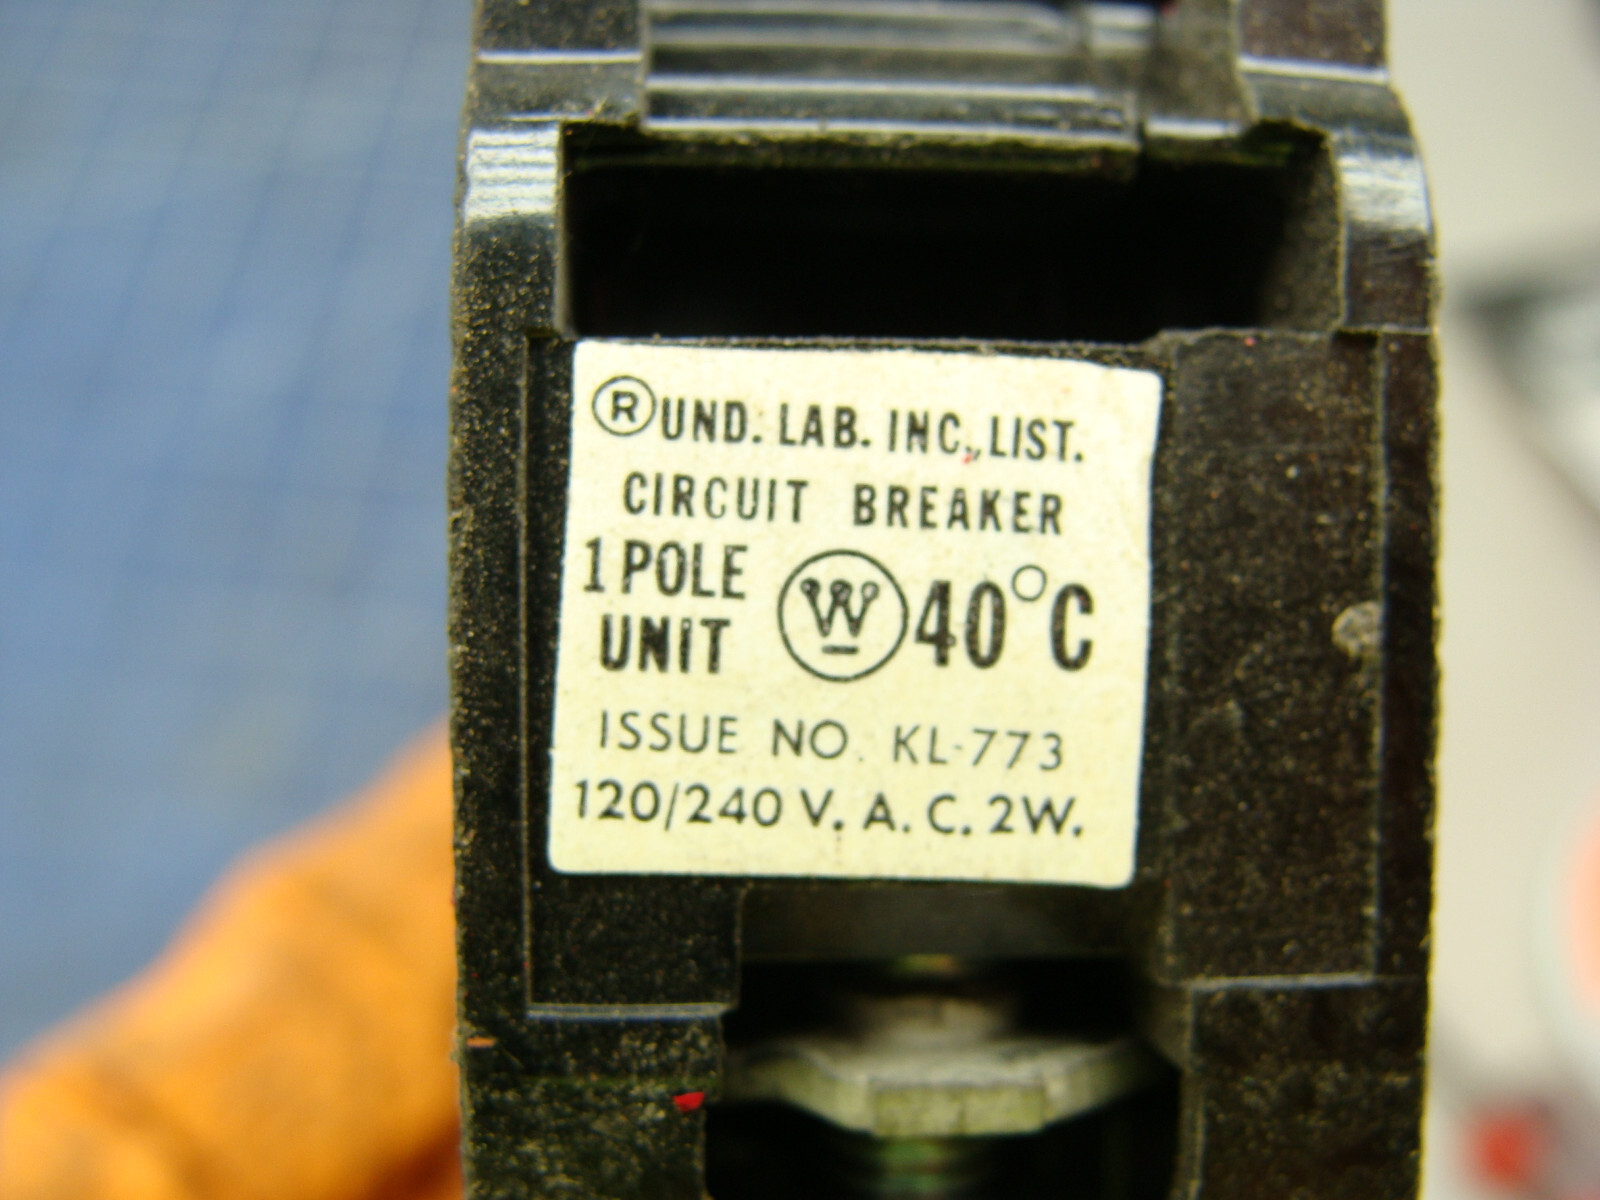 ® UND. LAB. INC., LIST.
CIRCUIT BREAKER
1 POLE
UNIT
W 40°C
ISSUE NO. KL-773
120/240 V. A. C. 2W.